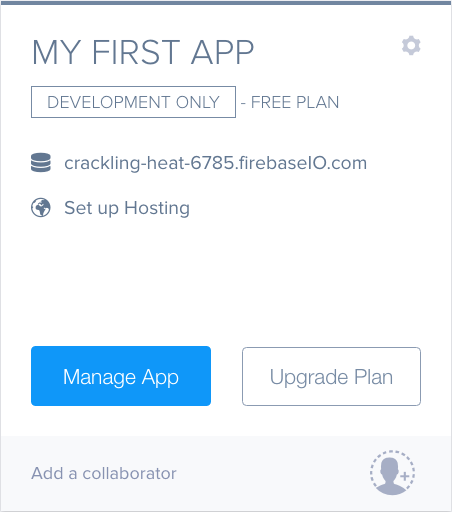 MY FIRST APP
DEVELOPMENT ONLY - FREE PLAN
crackling-heat-6785.firebaseIO.com
Set up Hosting
Manage App Upgrade Plan
Add a collaborator